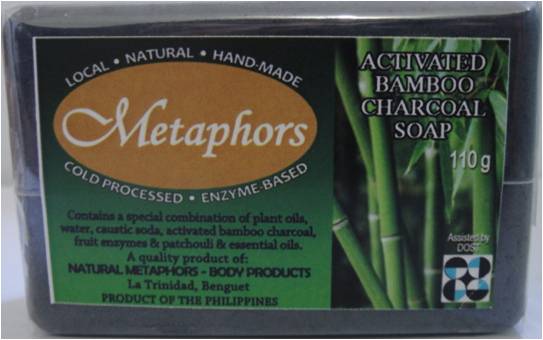 LOCAL • NATURAL • HAND-MADE
Metaphors
COLD PROCESSED • ENZYME-BASED
Contains a special combination of plant oils,
water, caustic soda, activated bamboo charcoal,
fruit enzymes & patchouli & essential oils.
A quality product of:
NATURAL METAPHORS - BODY PRODUCTS
La Trinidad, Benguet
PRODUCT OF THE PHILIPPINES
ACTIVATED
BAMBOO
CHARCOAL
SOAP
110 g
Assisted by
DOST